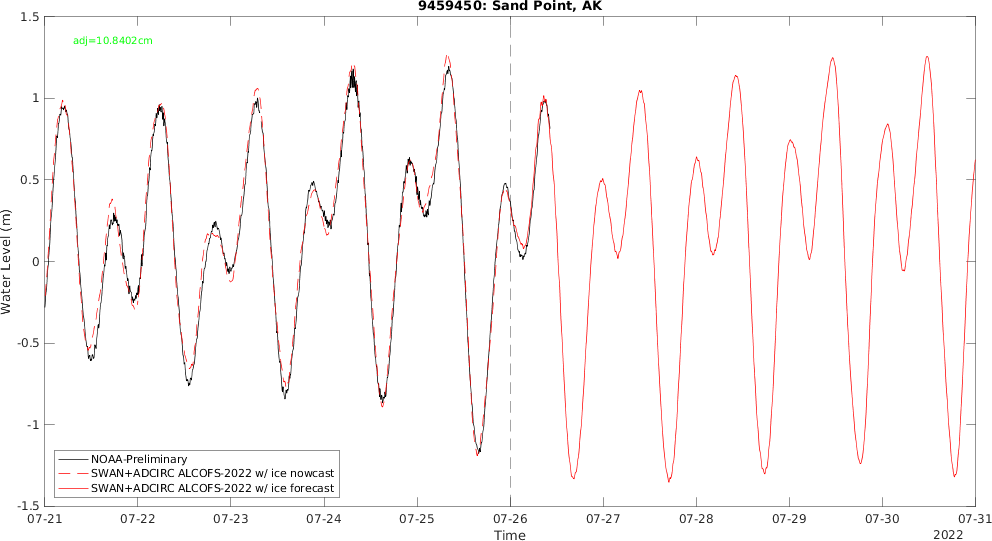 9459450: Sand Point, AK
1.5
adj=10.8402cm
1
0.5
0
-0.5
-1
-1.5
Water Level (m)
NOAA-Preliminary
SWAN+ADCIRC ALCOFS-2022 w/ ice nowcast
SWAN+ADCIRC ALCOFS-2022 w/ ice forecast
07-21 07-22 07-23 07-24 07-25 07-26 07-27 07-28 07-29 07-30 07-31
Time
2022